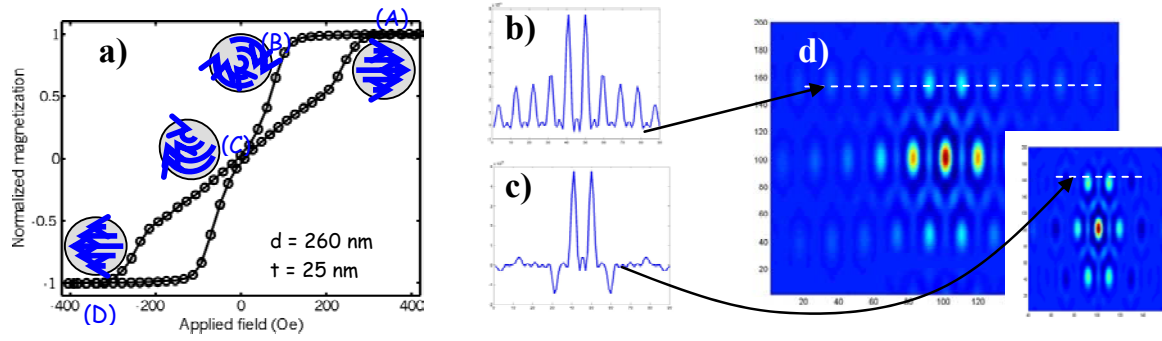 a)
(A)
(B)
(C)
(D)
1
0.5
0
-0.5
-1
Normalized magnetization
d = 260 nm
t = 25 nm
-400
-200
0
200
400
Applied field (Oe)
b)
c)
d)
200
180
160
140
120
100
80
60
40
20
20 40 60 80 100 120